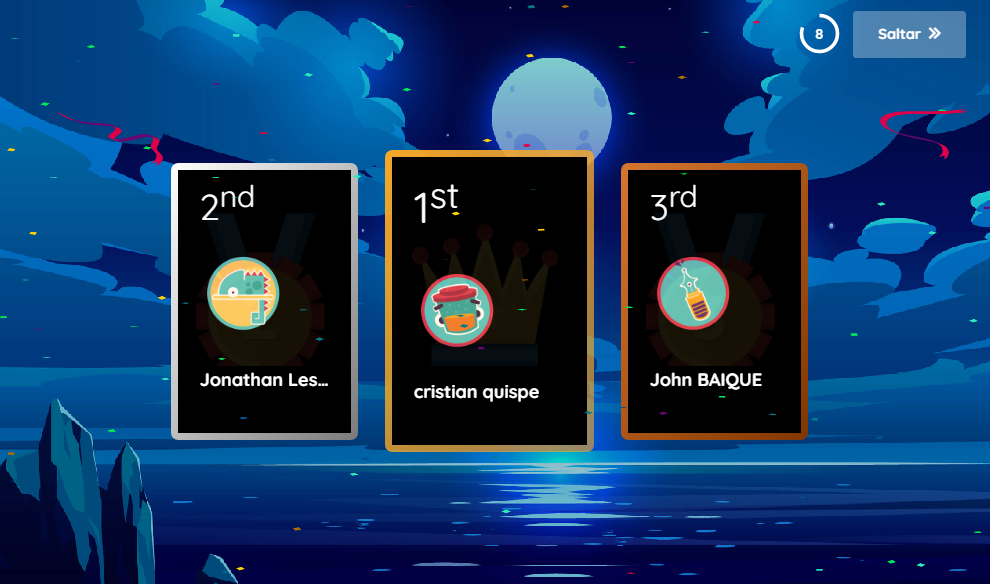 8
Saltar
2nd
1st
3rd
Jonathan Les...
cristian quispe
John BAIQUE